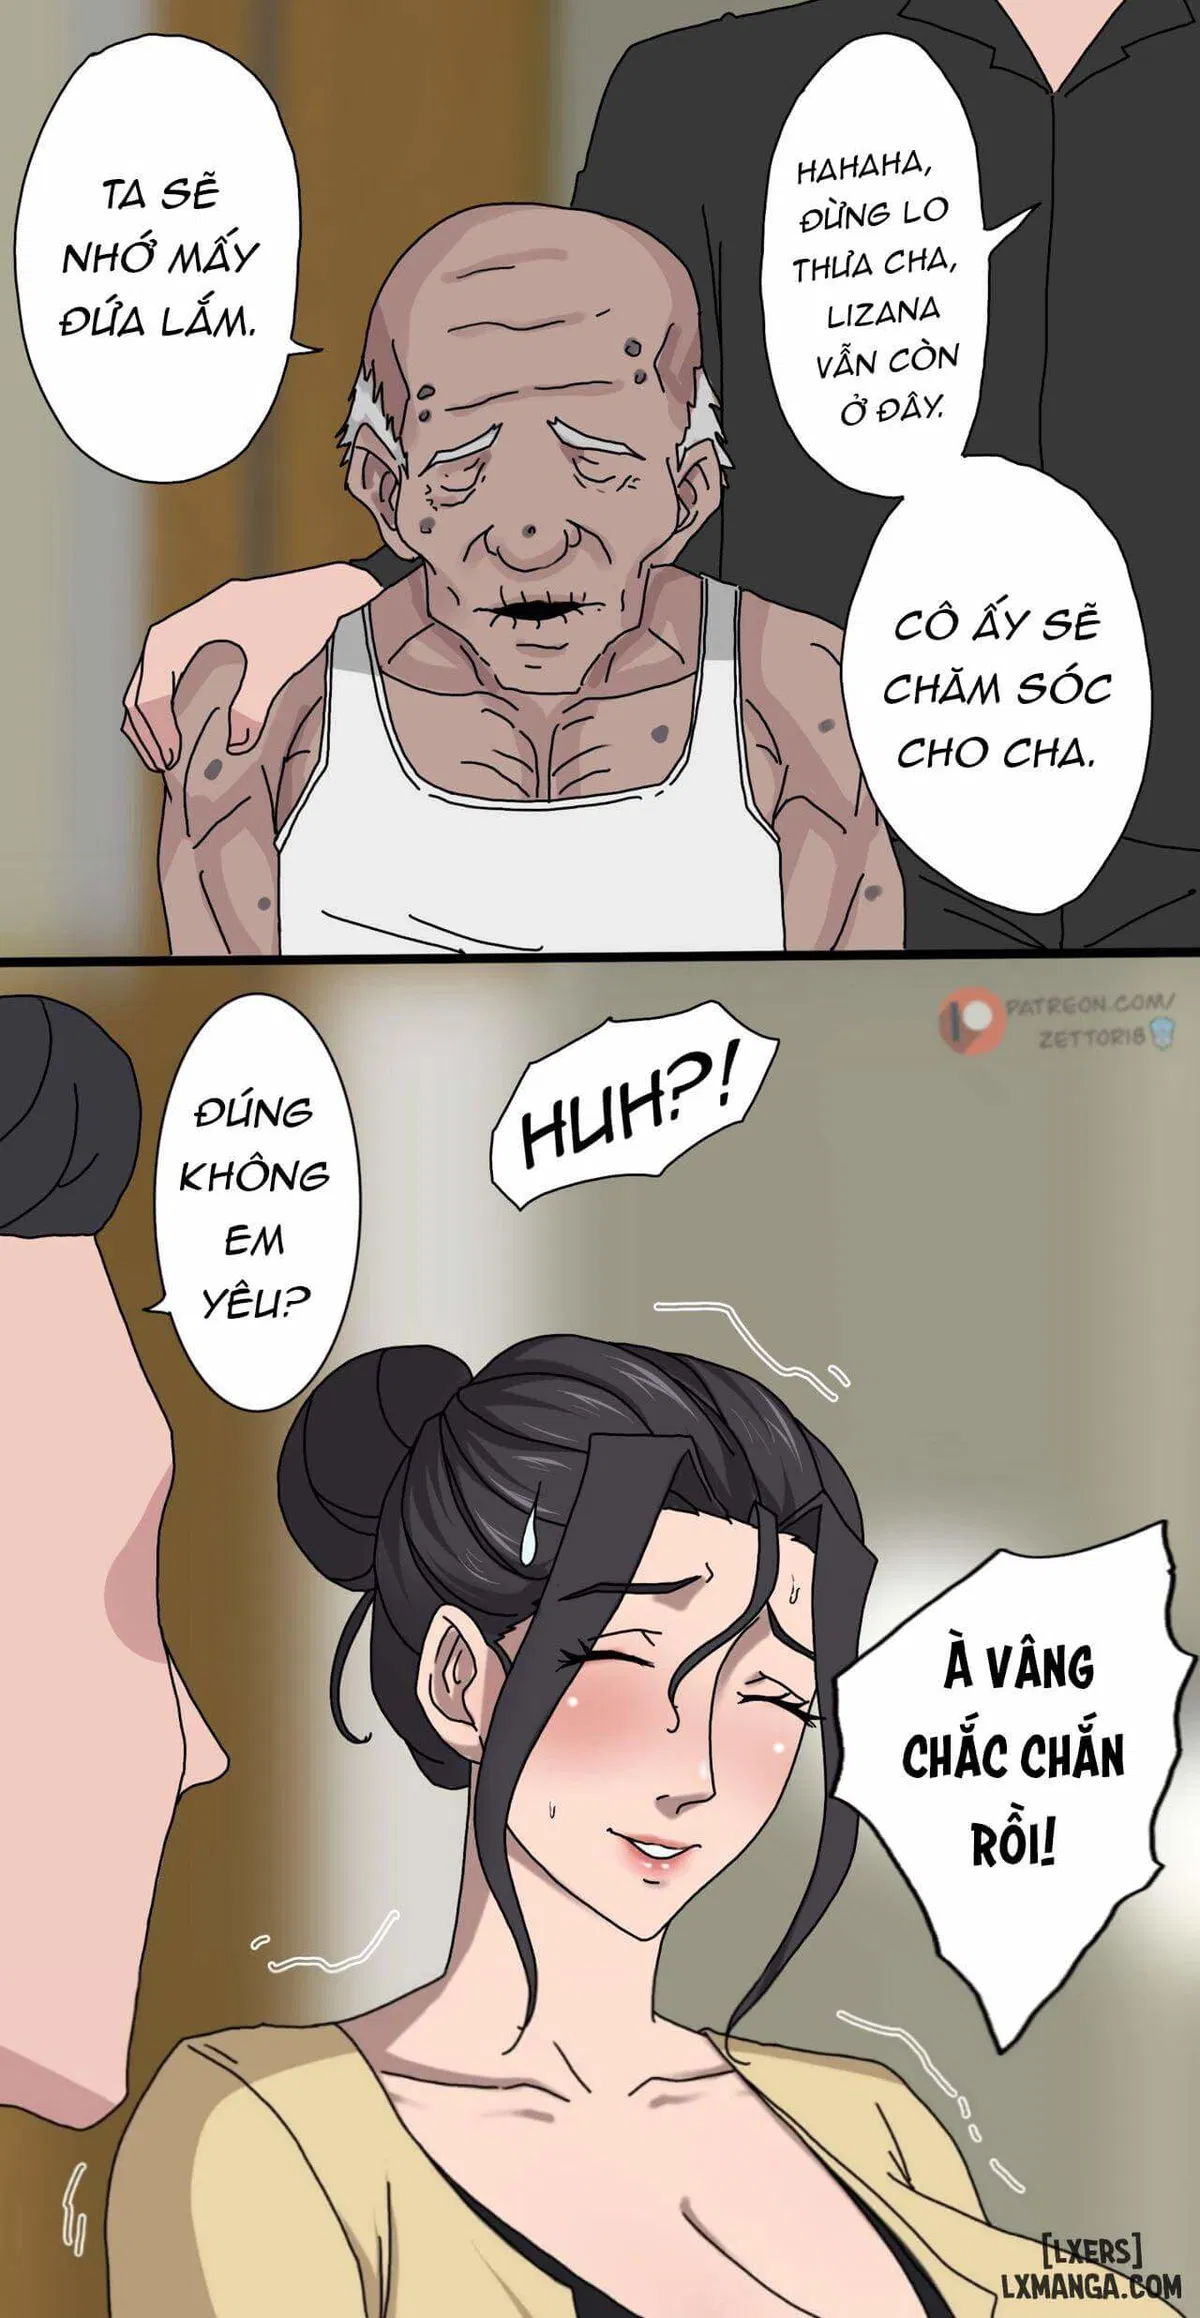 TA SẼ
NHỚ MẤY
ĐỨA LẮM.
HAHAHA,
ĐỪNG LO
THƯA CHA,
LIZANA
VẪN CÒN
Ở ĐÂY.
CÔ ẤY SẼ
CHĂM SÓC
CHO CHA.
PATREON.COM/
ZETTORI8
HUH?!
ĐÚNG
KHÔNG
EM
YÊU?
À VÂNG
CHẮC CHẮN
RỒI!
[LXERS]
LXMANGA.COM